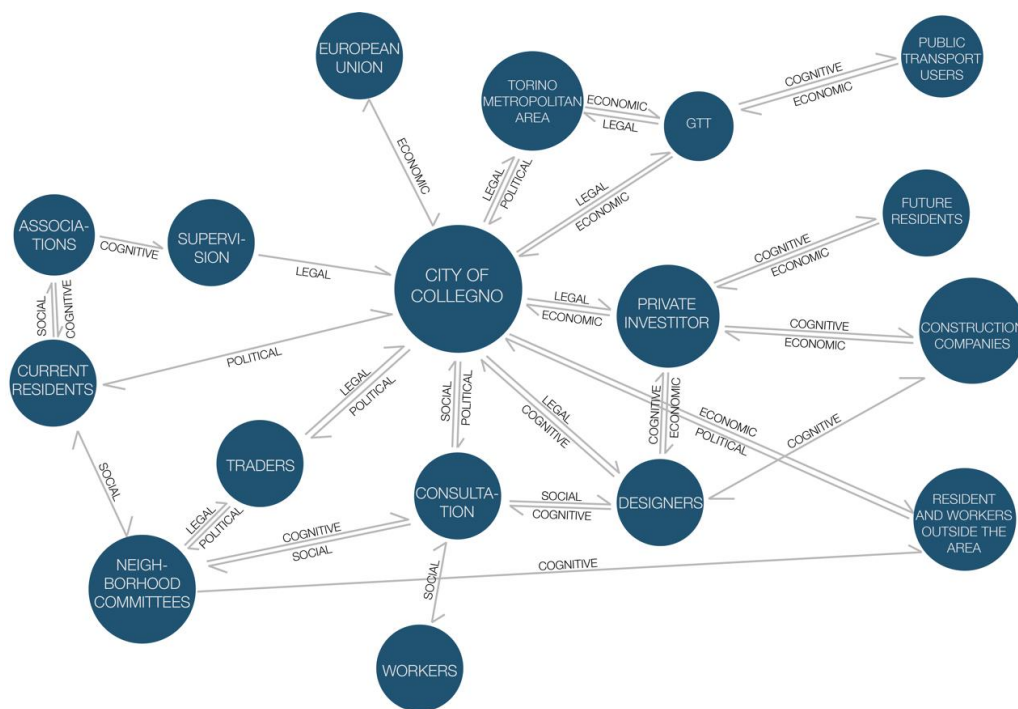 EUROPEAN
UNION
TORINO
METROPOLITAN
AREA
ECONOMIC
LEGAL
GTT
COGNITIVE
ECONOMIC
PUBLIC
TRANSPORT
USERS
ECONOMIC
LEGAL
POLITICAL
LEGAL
ECONOMIC
ASSOCIA-
TIONS
COGNITIVE
SUPERVI-
SION
LEGAL
CITY OF
COLLEGNO
LEGAL
ECONOMIC
PRIVATE
INVESTITOR
COGNITIVE
ECONOMIC
FUTURE
RESIDENTS
COGNITIVE
ECONOMIC
CONSTRUCTION
COMPANIES
SOCIAL
COGNITIVE
CURRENT
RESIDENTS
POLITICAL
LEGAL
POLITICAL
SOCIAL
POLITICAL
LEGAL
COGNITIVE
COGNITIVE
ECONOMIC
ECONOMIC
POLITICAL
COGNITIVE
SOCIAL
TRADERS
LEGAL
POLITICAL
CONSULTA-
TION
SOCIAL
COGNITIVE
DESIGNERS
RESIDENT
AND WORKERS
OUTSIDE THE
AREA
NEIGH-
BORHOOD
COMMITTEES
COGNITIVE
SOCIAL
COGNITIVE
SOCIAL
WORKERS